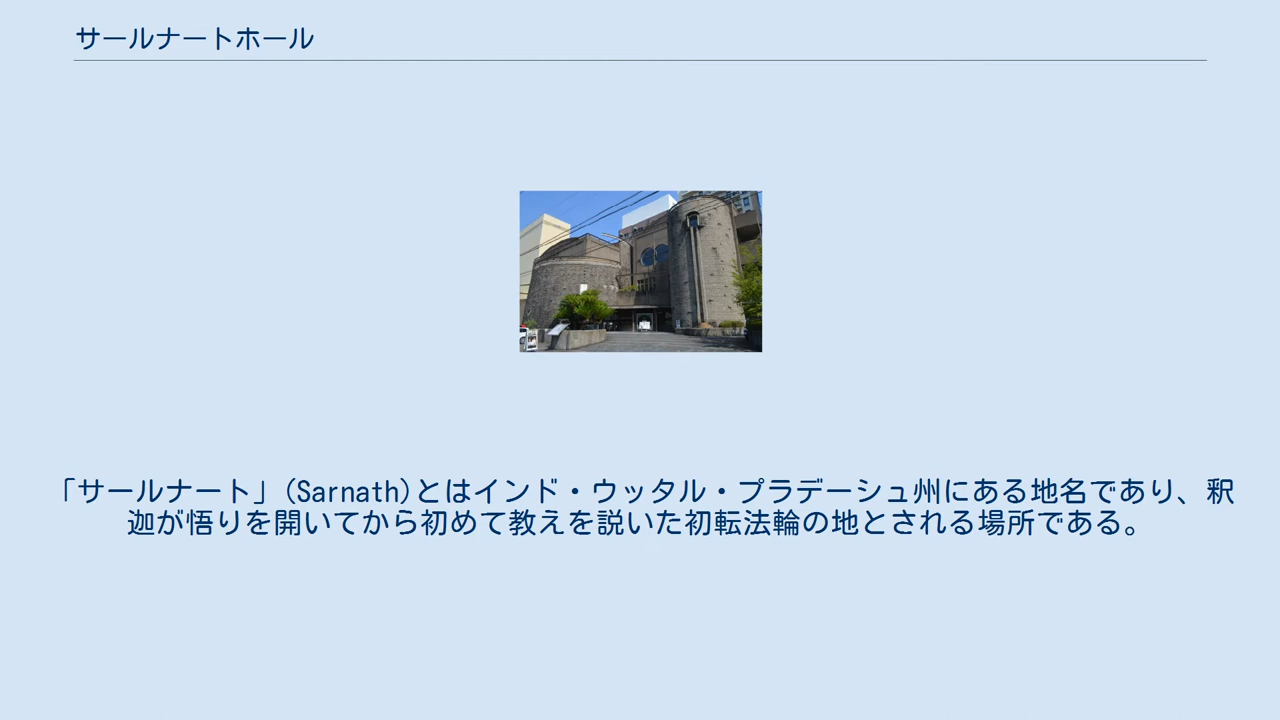 サールナートホール
「サールナート」(Sarnath)とはインド・ウッタル・プラデーシュ州にある地名であり、釈
迦が悟りを開いてから初めて教えを説いた初転法輪の地とされる場所である。